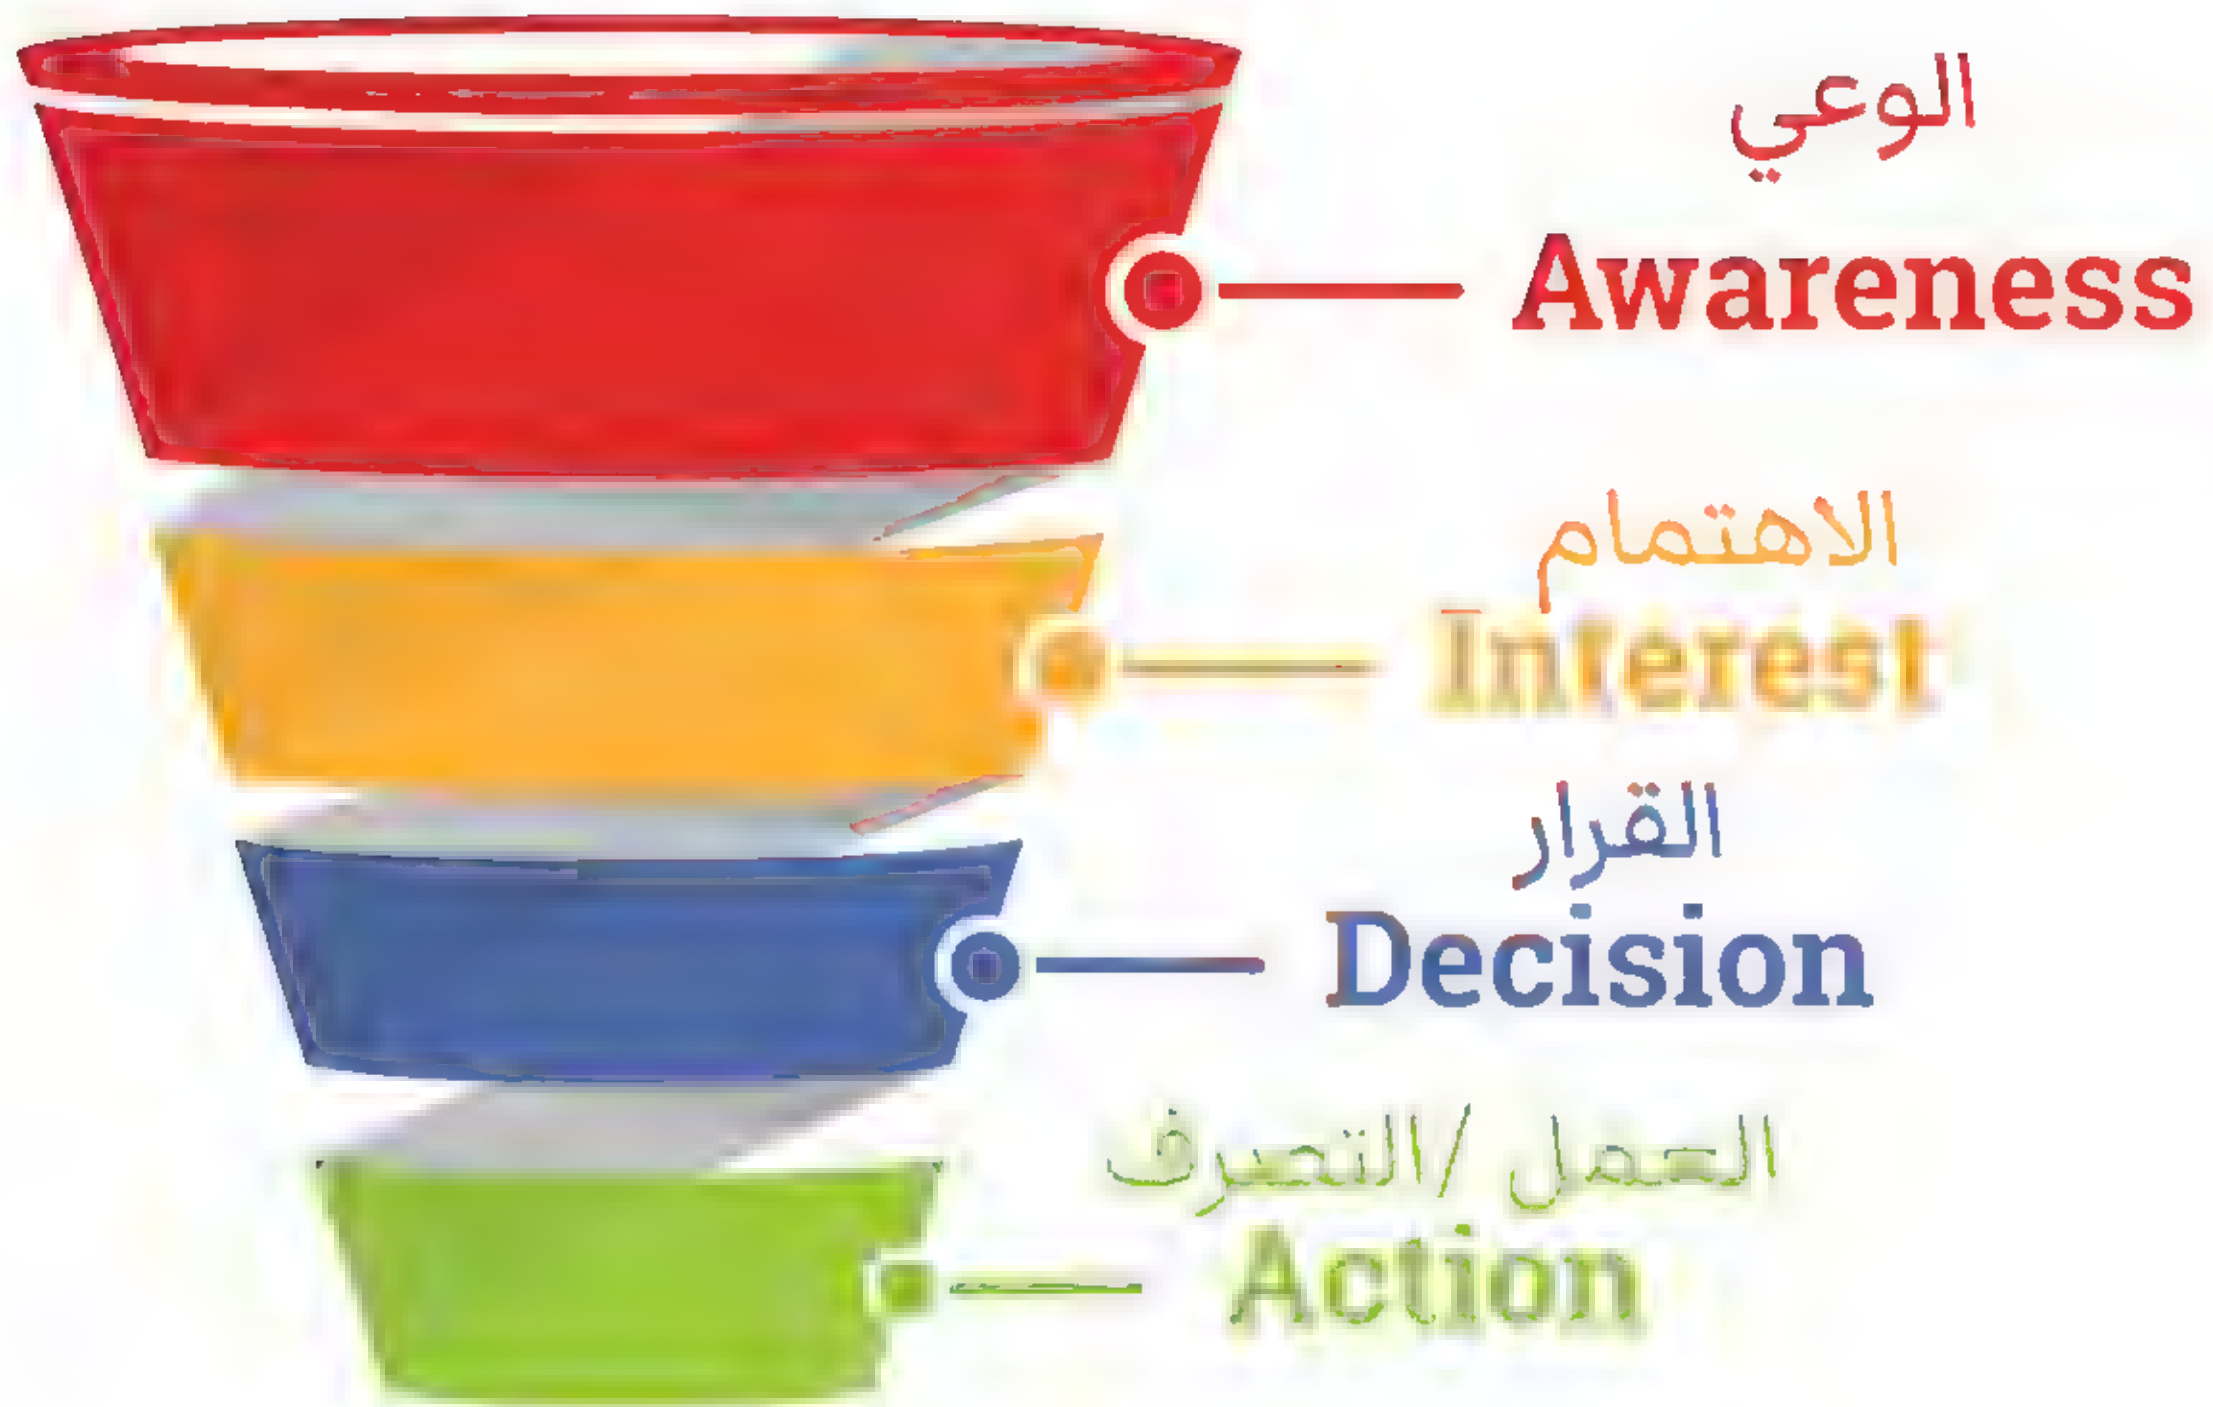 الوعي
Awareness
الاهتمام
Interest
القرار
Decision
العمل /التصرف
Action